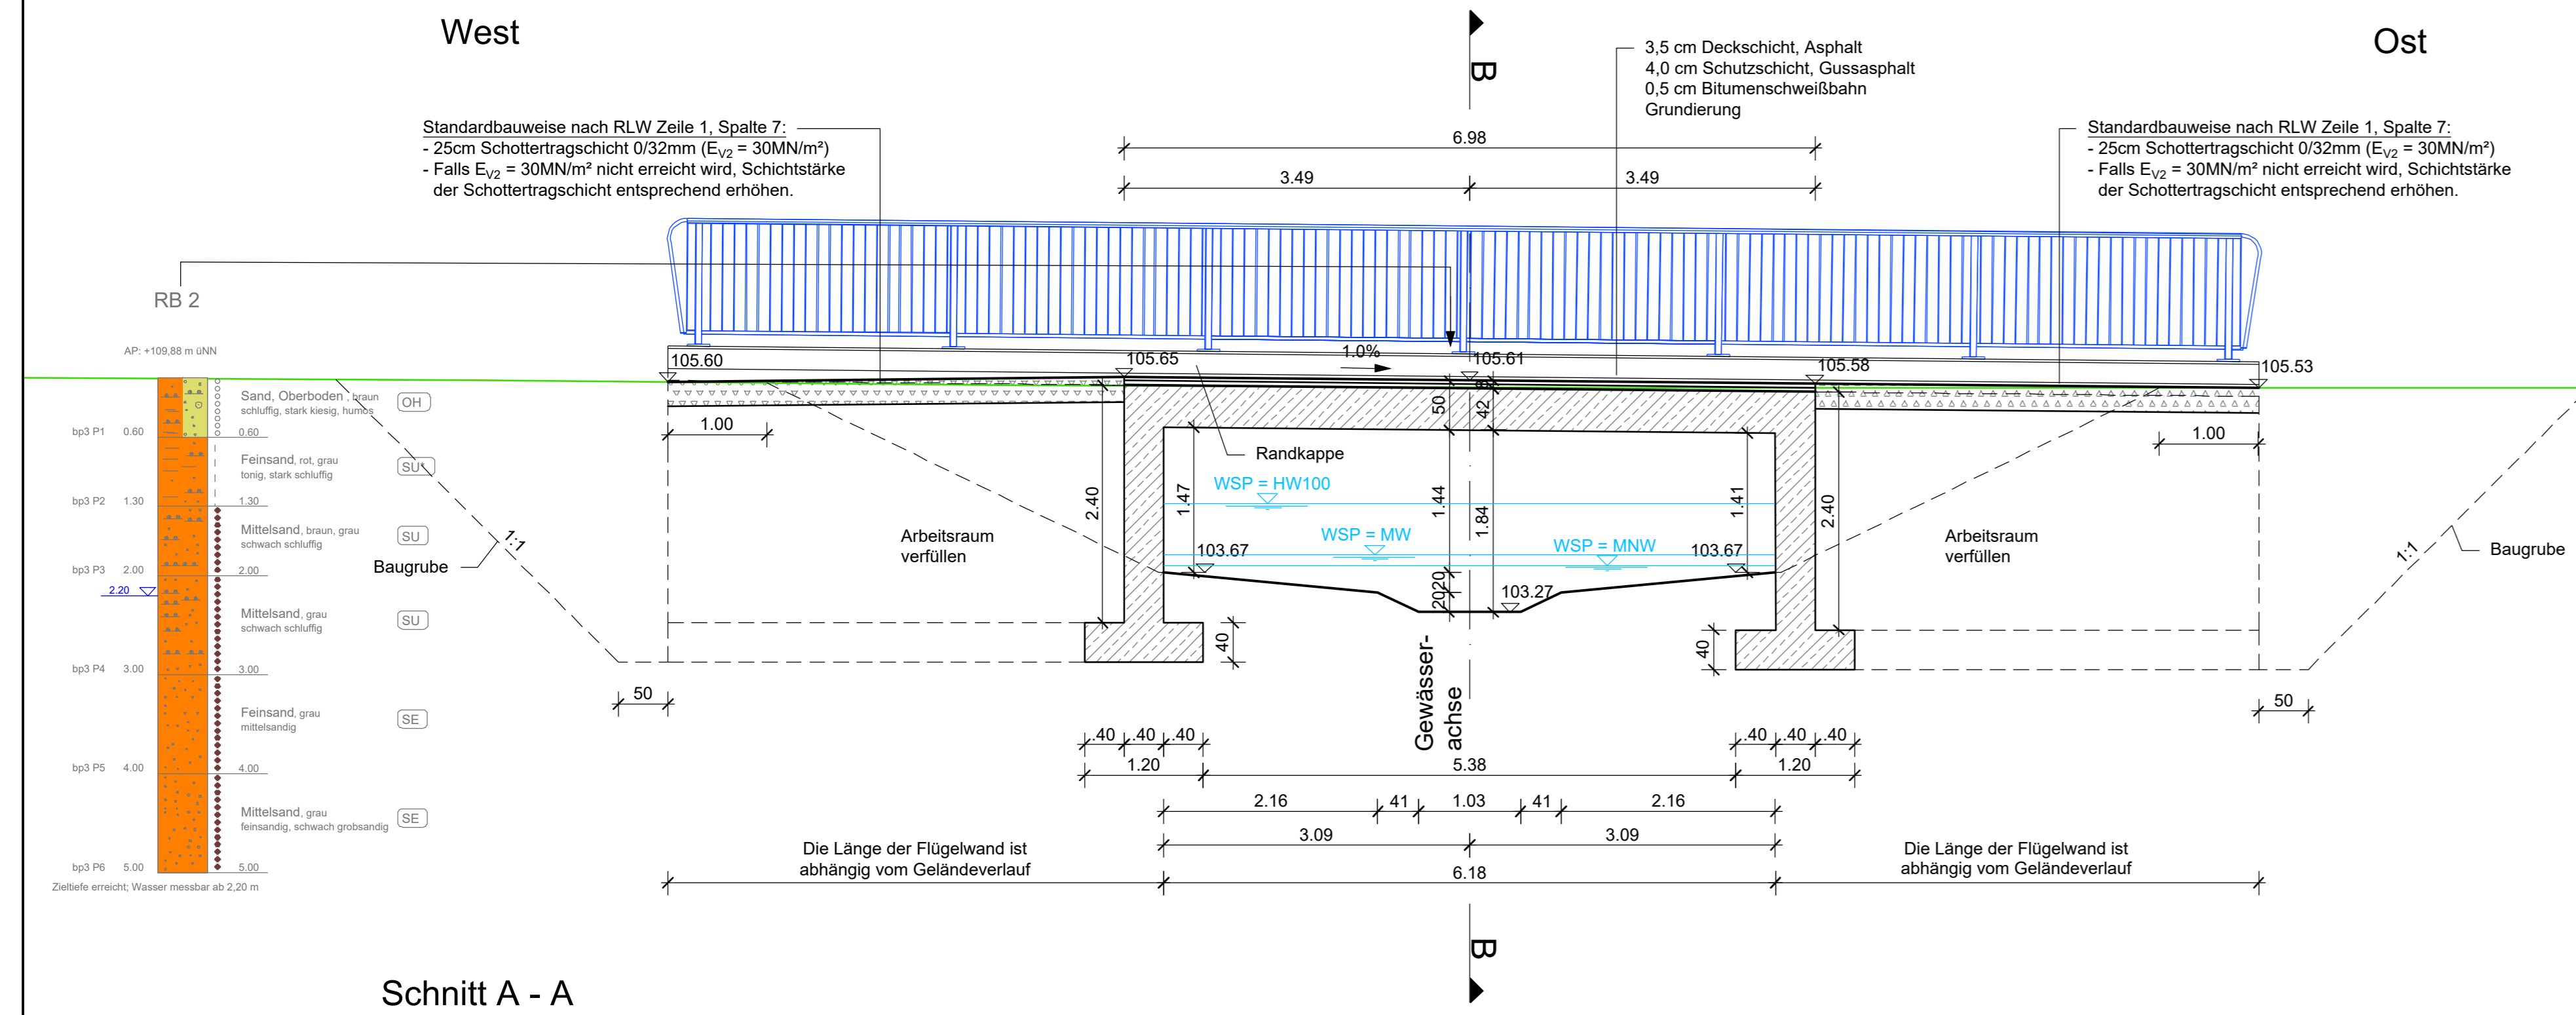 West
Ost
B
3,5 cm Deckschicht, Asphalt
4,0 cm Schutzschicht, Gussasphalt
0,5 cm Bitumenschweißbahn
Grundierung
Standardbauweise nach RLW Zeile 1, Spalte 7:
- 25cm Schottertragschicht 0/32mm (EV2 = 30MN/m²)
- Falls EV2 = 30MN/m² nicht erreicht wird, Schichtstärke
der Schottertragschicht entsprechend erhöhen.
Standardbauweise nach RLW Zeile 1, Spalte 7:
- 25cm Schottertragschicht 0/32mm (EV2 = 30MN/m²)
- Falls EV2 = 30MN/m² nicht erreicht wird, Schichtstärke
der Schottertragschicht entsprechend erhöhen.
6.98
3.49 3.49
RB 2
AP: +109,88 m üNN
105.60 105.65 1.0% 105.61 105.58 105.53
Sand, Oberboden , braun
schluffig, stark kiesig, humos
OH
bp3 P1 0.60 0.60
Feinsand, rot, grau
tonig, stark schluffig
SU*
bp3 P2 1.30 1.30
Mittelsand, braun, grau
schwach schluffig
SU
bp3 P3 2.00 2.00
2.20
Mittelsand, grau
schwach schluffig
SU
bp3 P4 3.00 3.00
Feinsand, grau
mittelsandig
SE
bp3 P5 4.00 4.00
Mittelsand, grau
feinsandig, schwach grobsandig
SE
bp3 P6 5.00 5.00
Zieltiefe erreicht; Wasser messbar ab 2,20 m
1:1
Baugrube
1.00
50
Arbeitsraum
verfüllen
2.40
1.47
Randkappe
WSP = HW100
WSP = MW
WSP = MNW
103.67
50
8
42
1.44
1.84
20
20
1.41
103.67
103.27
2.40
40
40
Arbeitsraum
verfüllen
1.00
50
1:1
Baugrube
Gewässer-
achse
.40 .40 .40 .40 .40 .40
1.20 5.38 1.20
2.16 41 1.03 41 2.16
3.09 3.09
Die Länge der Flügelwand ist
abhängig vom Geländeverlauf
6.18
Die Länge der Flügelwand ist
abhängig vom Geländeverlauf
B
Schnitt A - A